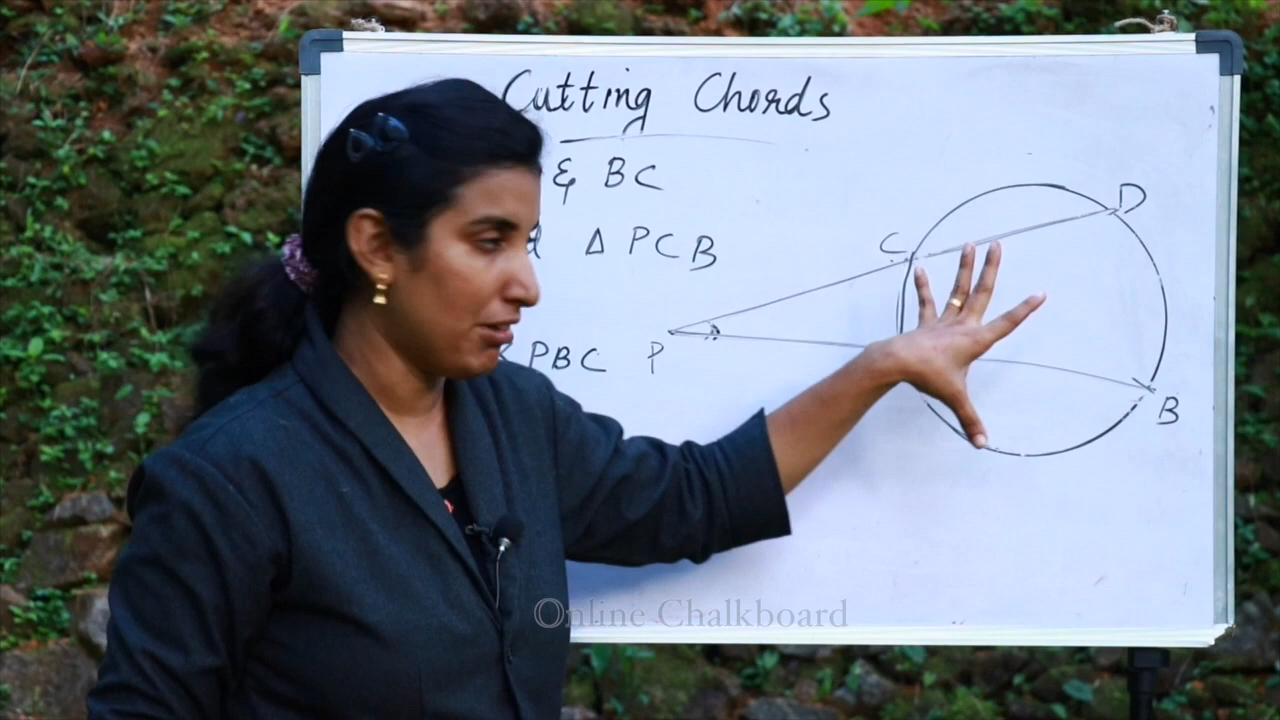 Cutting Chords
& BC
Δ PCB
PBC
P
C
D
B
Online Chalkboard